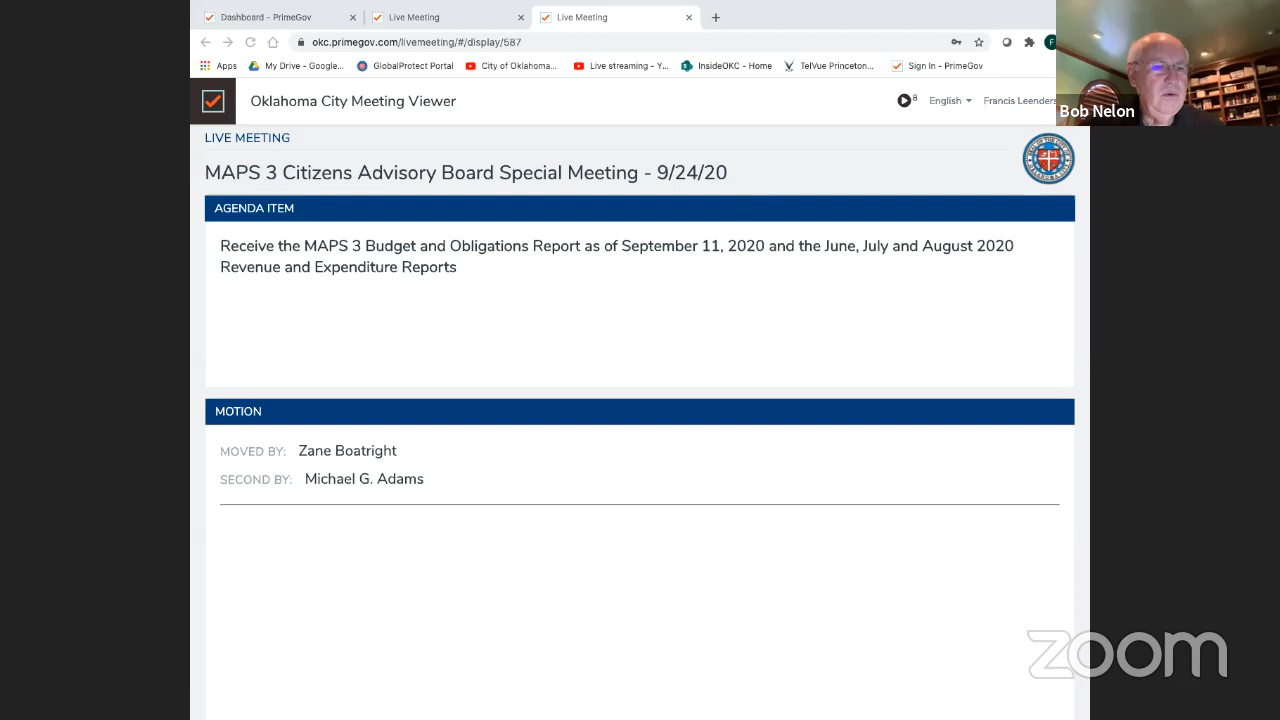 Dashboard - PrimeGov
Live Meeting
Live Meeting
okc.primegov.com/livemeeting/#/display/587
Apps
My Drive - Google...
GlobalProtect Portal
City of Oklahoma...
Live streaming - Y...
InsideOKC - Home
TelVue Princeton...
Sign In - PrimeGov
Oklahoma City Meeting Viewer
8
English
Francis Leenders
Bob Nelon
LIVE MEETING
MAPS 3 Citizens Advisory Board Special Meeting - 9/24/20
AGENDA ITEM
Receive the MAPS 3 Budget and Obligations Report as of September 11, 2020 and the June, July and August 2020
Revenue and Expenditure Reports
MOTION
MOVED BY: Zane Boatright
SECOND BY: Michael G. Adams
zoom